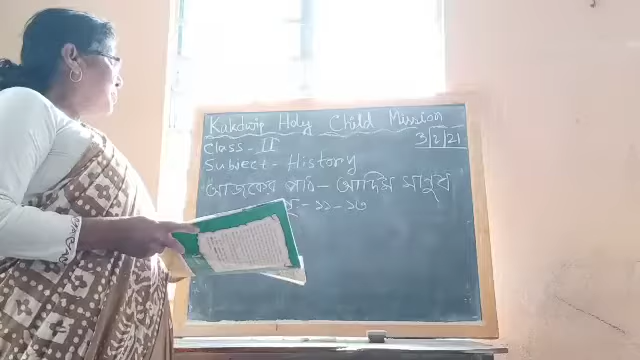 Kakdwip Holy Child Mission
Class - II
3|2|21
Subject - History
আজকের পাঠ - আদিম মানুষ
- ১১ - ১৩